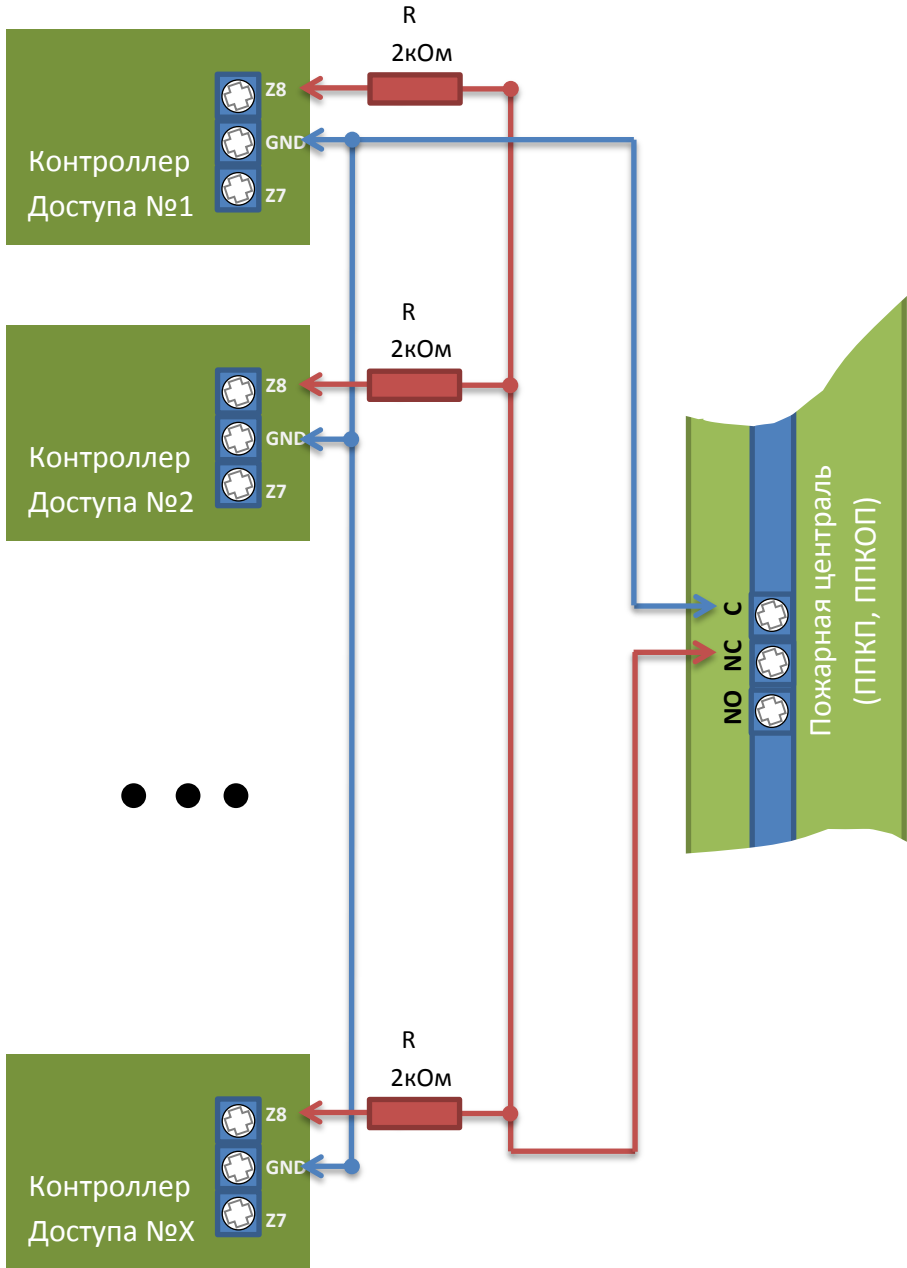 R
2кОм
Z8
GND
Z7
Контроллер
Доступа №1
R
2кОм
Z8
GND
Z7
Контроллер
Доступа №2
C
NC
NO
Пожарная централь
(ППКП, ППКОП)
R
2кОм
Z8
GND
Z7
Контроллер
Доступа №X